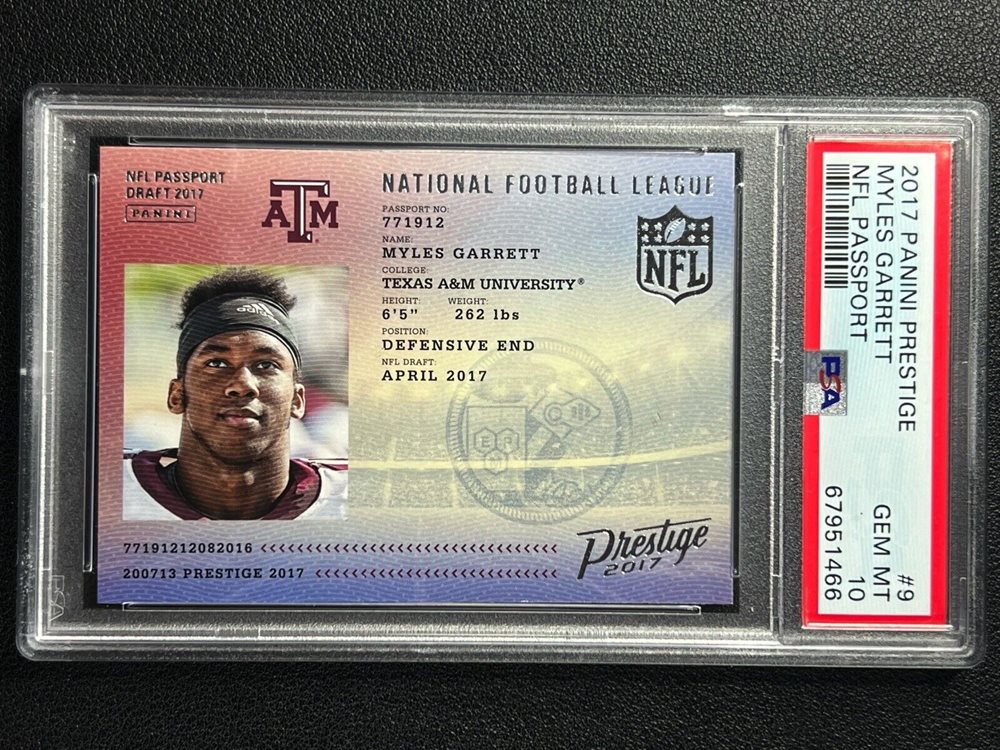 NFL PASSPORT
DRAFT 2017
PANINI
ATM
NATIONAL FOOTBALL LEAGUE
PASSPORT NO:
771912
NAME:
MYLES GARRETT
COLLEGE:
TEXAS A&M UNIVERSITY®
HEIGHT: WEIGHT:
6'5" 262 lbs
POSITION:
DEFENSIVE END
NFL DRAFT:
APRIL 2017
NFL
adidas
77191212082016 <<<<<<<<<<<<<<<<<<<<<<<<<<<<<<<<<
200713 PRESTIGE 2017 <<<<<<<<<<<<<<<<<<<<<<<<<<<
Prestige
2017
2017 PANINI PRESTIGE #9
MYLES GARRETT GEM MT
NFL PASSPORT 10
PSA 67951466